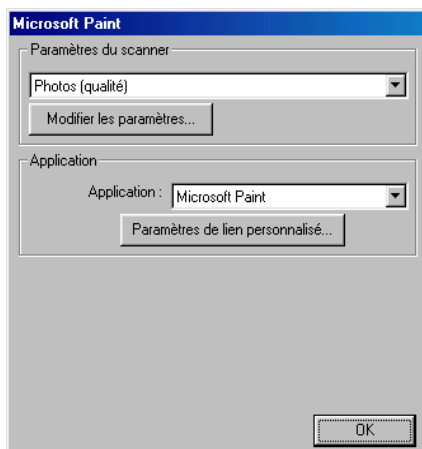 Microsoft Paint
Paramètres du scanner
Photos (qualité)
Modifier les paramètres...
Application
Application :
Microsoft Paint
Paramètres de lien personnalisé...
OK